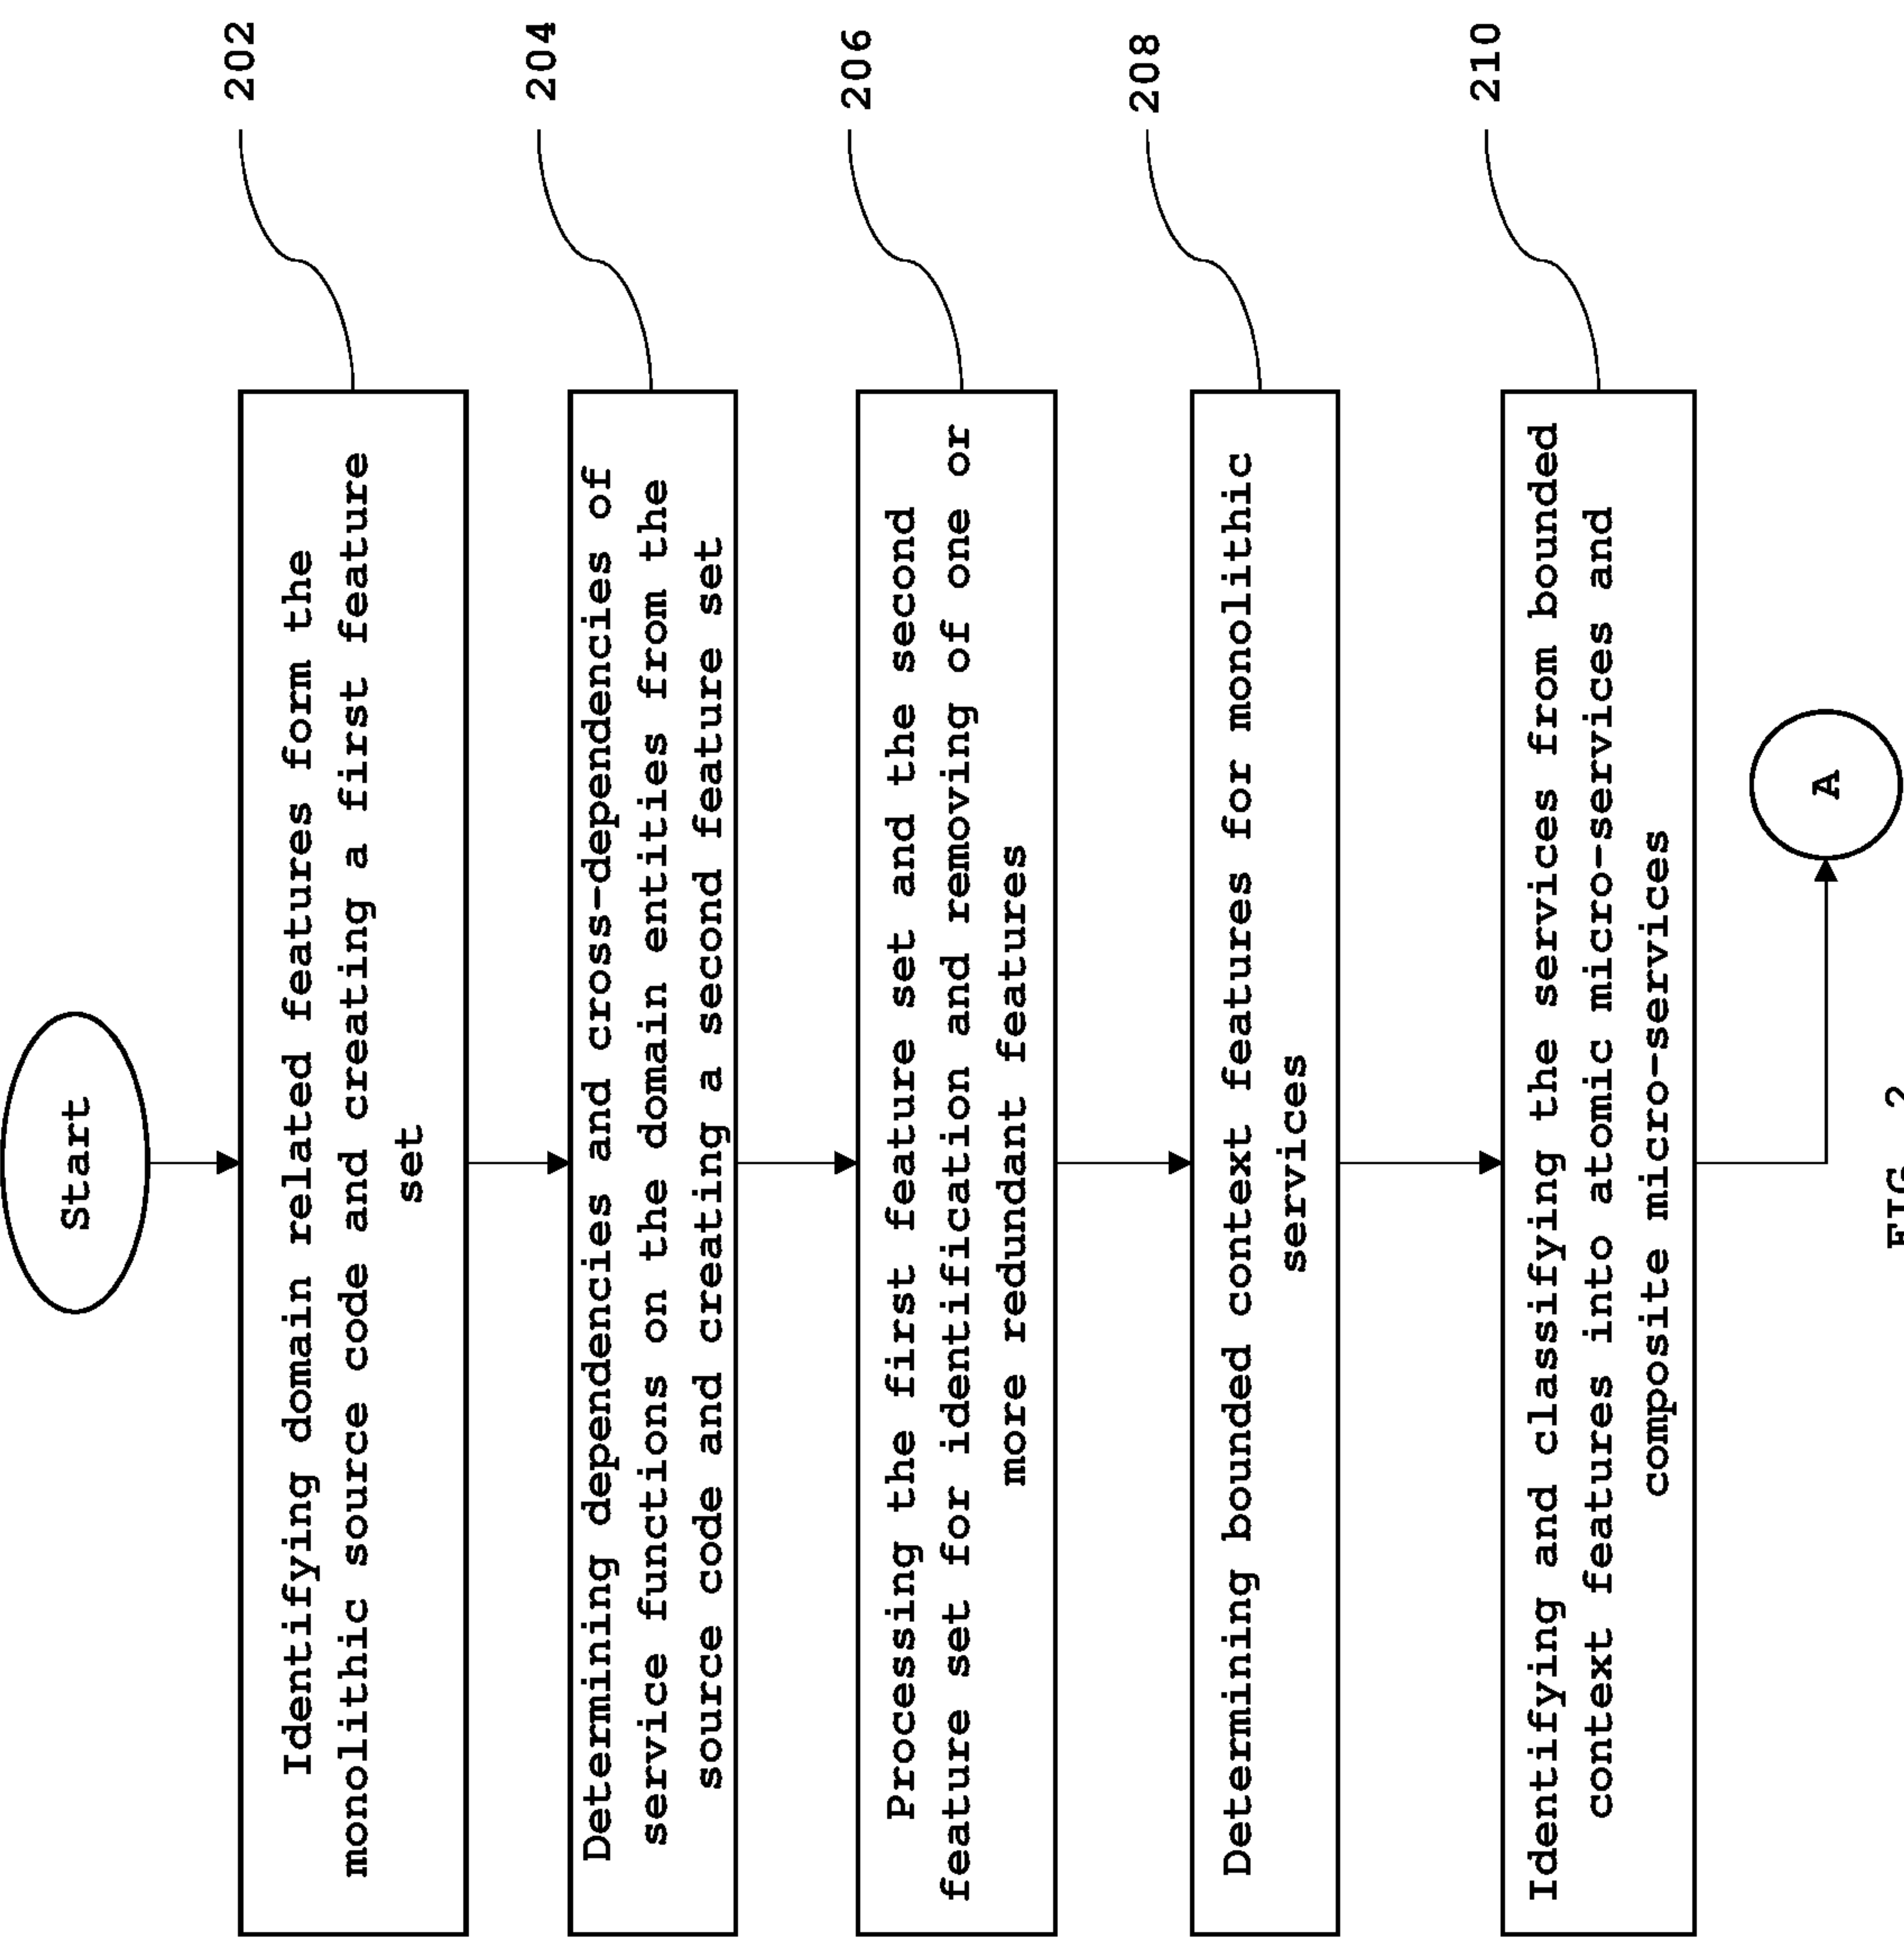 Start
Identifying domain related features form the
monolithic source code and creating a first feature
set
202
Determining dependencies and cross-dependencies of
service functions on the domain entities from the
source code and creating a second feature set
204
Processing the first feature set and the second
feature set for identification and removing of one or
more redundant features
206
Determining bounded context features for monolithic
services
208
Identifying and classifying the services from bounded
context features into atomic micro-services and
composite micro-services
210
A
FIG. 2